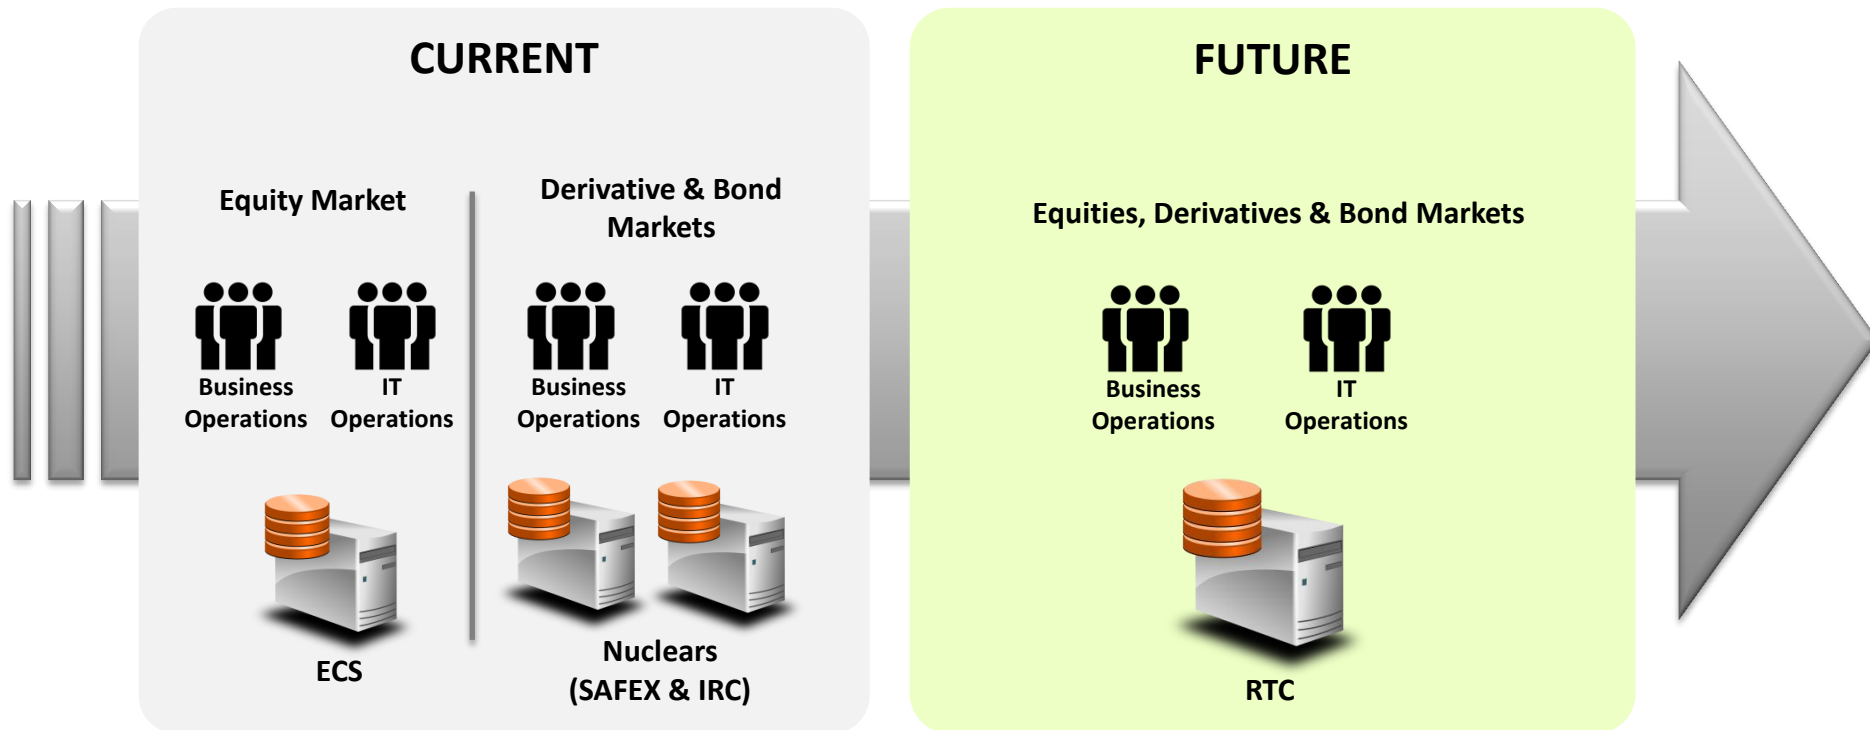 CURRENT
Equity Market
Business
Operations
IT
Operations
ECS
Derivative & Bond
Markets
Business
Operations
IT
Operations
Nuclears
(SAFEX & IRC)
FUTURE
Equities, Derivatives & Bond Markets
Business
Operations
IT
Operations
RTC